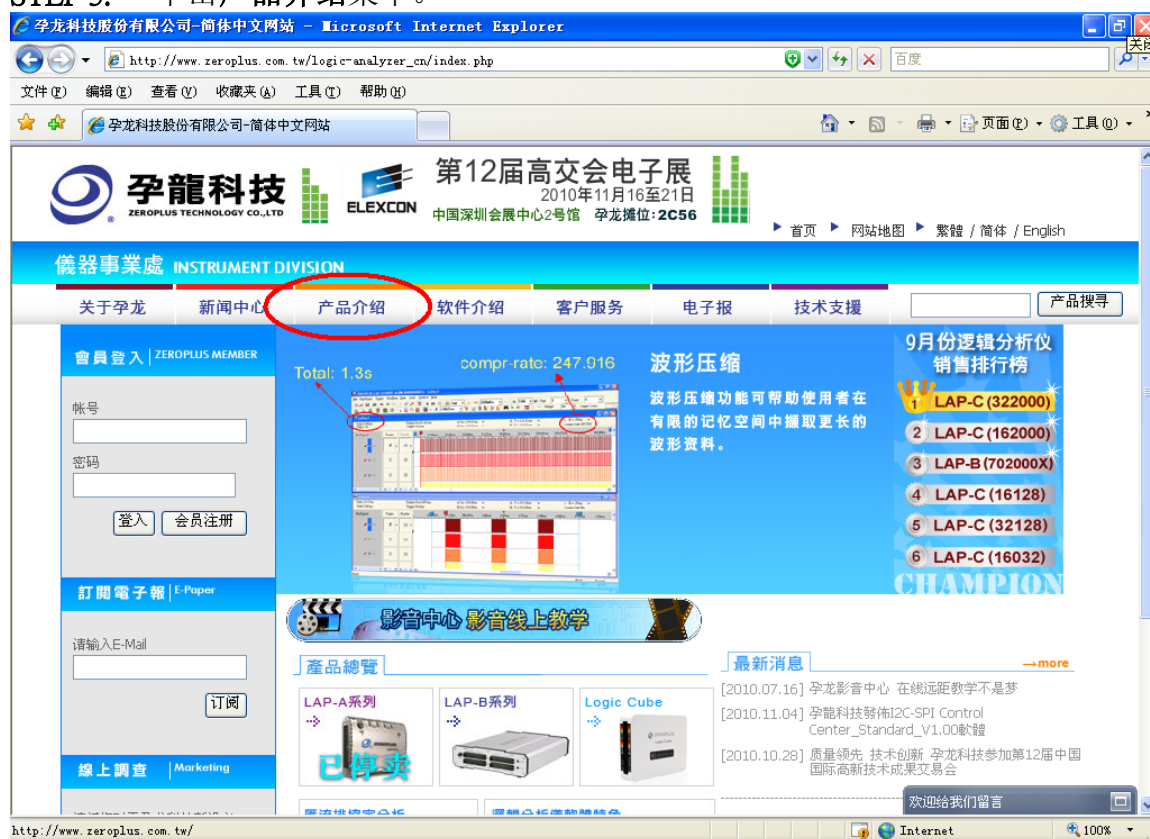 孕龙科技股份有限公司-简体中文网站 - Microsoft Internet Explorer
关闭
http://www.zeroplus.com.tw/logic-analyzer_cn/index.php
百度
文件(F) 编辑(E) 查看(V) 收藏夹(A) 工具(T) 帮助(H)
孕龙科技股份有限公司-简体中文网站
页面(P) 工具(O)
孕龍科技
ZEROPLUS TECHNOLOGY CO.,LTD
ELEXCON
第12届高交会电子展
2010年11月16至21日
中国深圳会展中心2号馆 孕龙摊位:2C56
首页 网站地图 繁體 / 简体 / English
儀器事業處 INSTRUMENT DIVISION
关于孕龙 新闻中心 产品介绍 软件介绍 客户服务 电子报 技术支援 产品搜寻
會員登入 ZEROPLUS MEMBER
帐号
密码
登入 会员注册
Total: 1.3s
compr-rate: 247.916
波形压缩
波形压缩功能可帮助使用者在
有限的记忆空间中撷取更长的
波形资料。
9月份逻辑分析仪
销售排行榜
1 LAP-C(322000)
2 LAP-C(162000)
3 LAP-B(702000X)
4 LAP-C(16128)
5 LAP-C(32128)
6 LAP-C(16032)
CHAMPION
訂閱電子報 E-Paper
请输入E-Mail
订阅
影音中心 影音线上教学
產品總覽
LAP-A系列
已停卖
LAP-B系列
Logic Cube
最新消息
→more
[2010.07.16] 孕龙影音中心 在线远距教学不是梦
[2010.11.04] 孕龍科技發佈I2C-SPI Control
Center_Standard_V1.00軟體
[2010.10.28] 质量领先 技术创新 孕龙科技参加第12届中国
国际高新技术成果交易会
線上調查 Marketing
欢迎给我们留言
http://www.zeroplus.com.tw/
Internet
100%